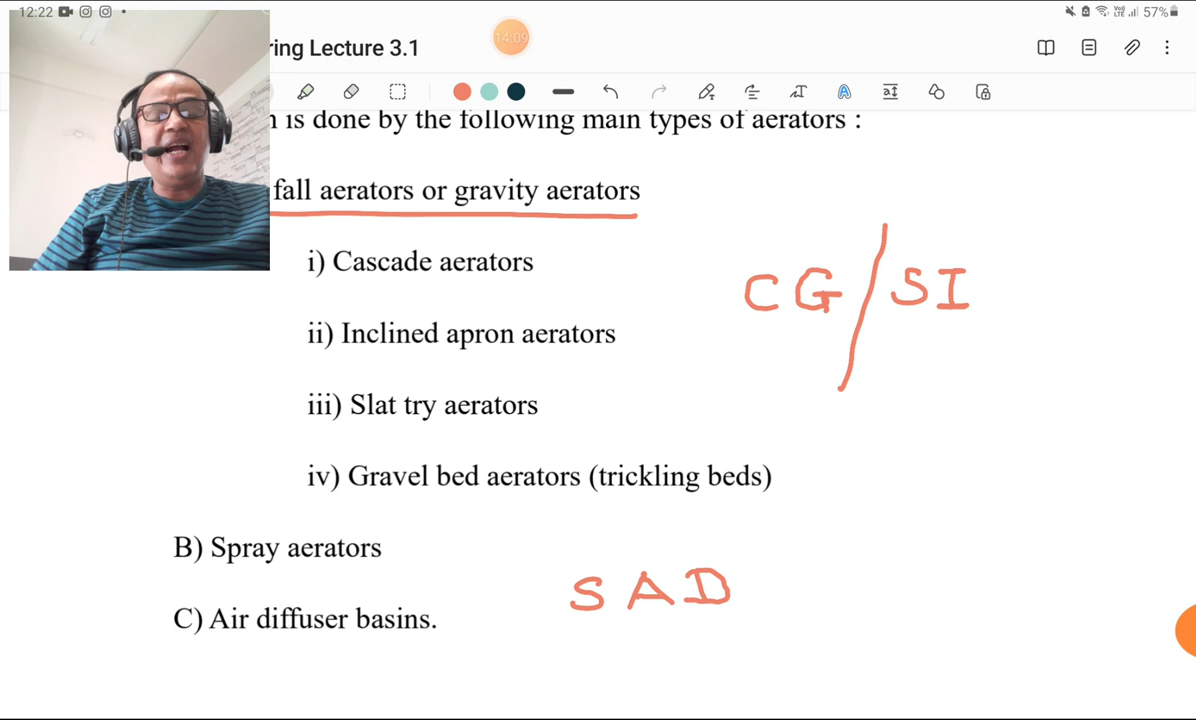 12:22
57%
ring Lecture 3.1
14:09
is done by the following main types of aerators :
fall aerators or gravity aerators
i) Cascade aerators
CG/SI
ii) Inclined apron aerators
iii) Slat try aerators
iv) Gravel bed aerators (trickling beds)
B) Spray aerators
SAD
C) Air diffuser basins.